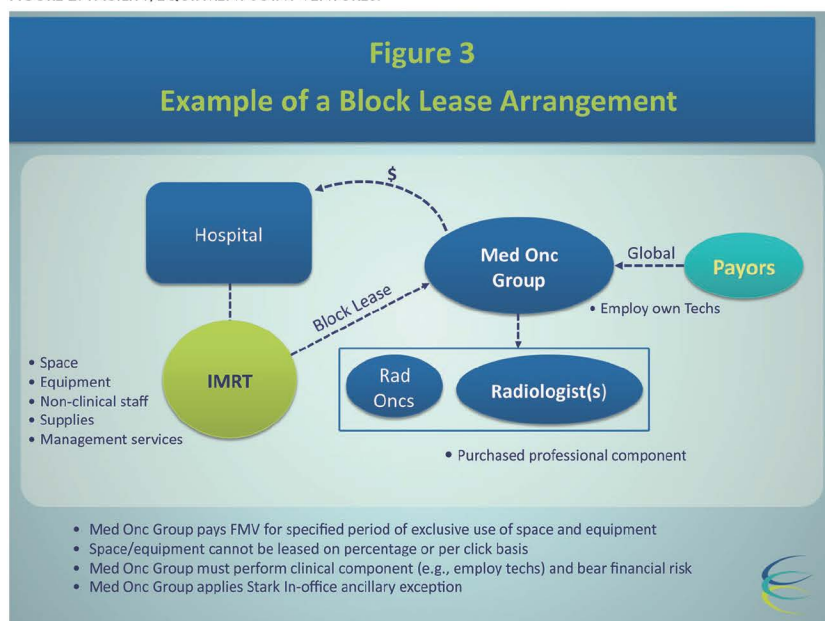 Figure 3
Example of a Block Lease Arrangement
$
Hospital
Med Onc
Group
Global
Payors
• Employ own Techs
Block Lease
IMRT
• Space
• Equipment
• Non-clinical staff
• Supplies
• Management services
Rad
Oncs
Radiologist(s)
• Purchased professional component
• Med Onc Group pays FMV for specified period of exclusive use of space and equipment
• Space/equipment cannot be leased on percentage or per click basis
• Med Onc Group must perform clinical component (e.g., employ techs) and bear financial risk
• Med Onc Group applies Stark In-office ancillary exception